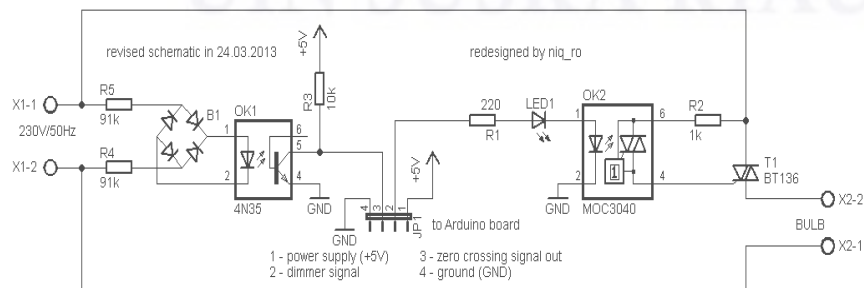 revised schematic in 24.03.2013
redesigned by niq_ro
+5V
R3
10k
X1-1
230V/50Hz
X1-2
R5
91k
R4
91k
B1
OK1
1
2
6
5
4
4N35
GND
220
R1
LED1
OK2
1
2
6
4
1
MOC3040
GND
R2
1k
T1
BT136
X2-2
BULB
X2-1
+5V
4
3
2
1
JP1
GND
to Arduino board
1 - power supply (+5V)
2 - dimmer signal
3 - zero crossing signal out
4 - ground (GND)